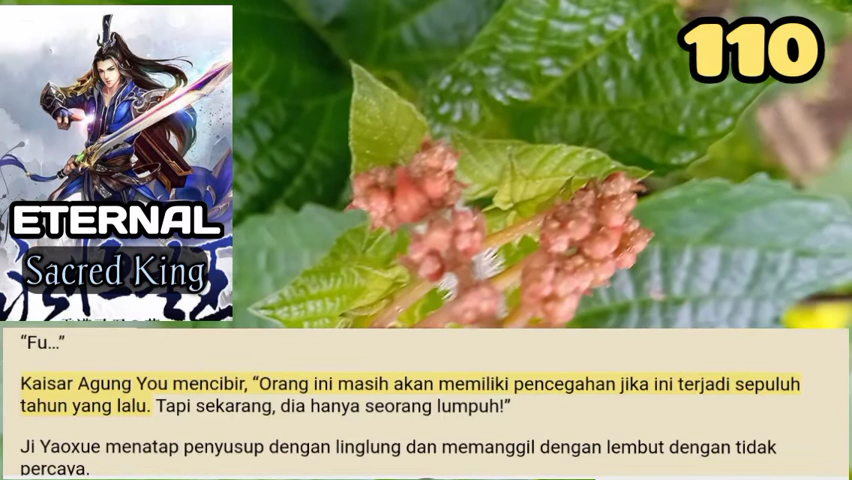 110
ETERNAL
Sacred King
“Fu…”
Kaisar Agung You mencibir, “Orang ini masih akan memiliki pencegahan jika ini terjadi sepuluh
tahun yang lalu. Tapi sekarang, dia hanya seorang lumpuh!”
Ji Yaoxue menatap penyusup dengan linglung dan memanggil dengan lembut dengan tidak
percaya.